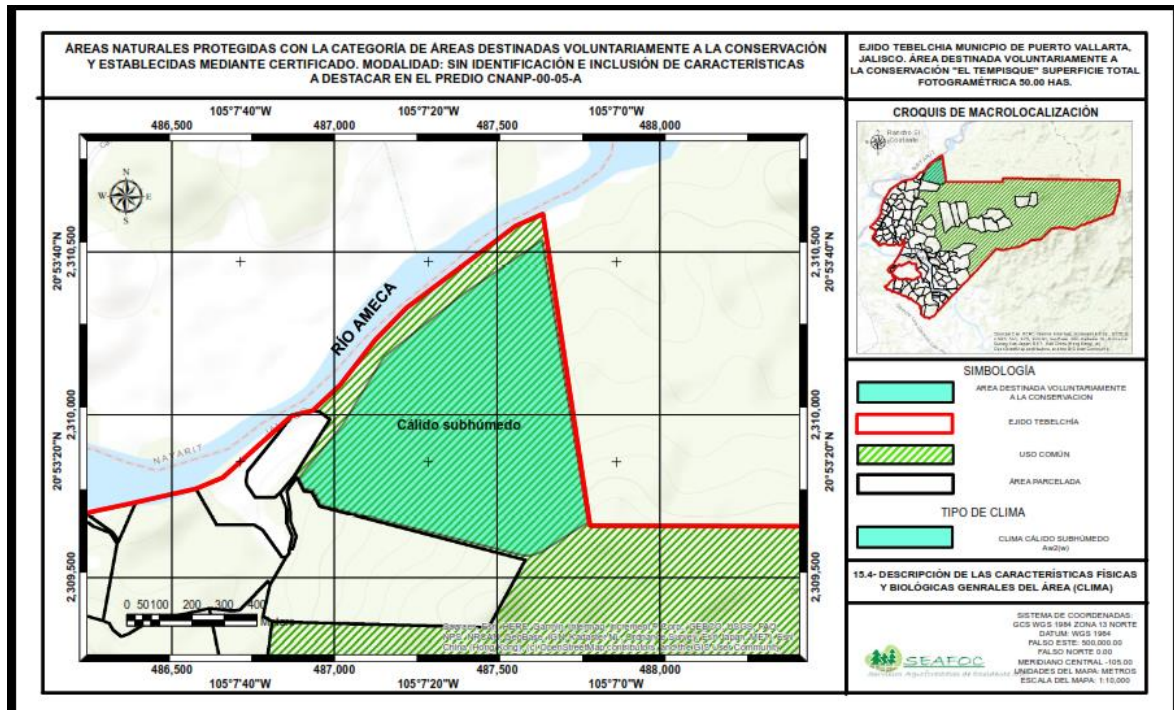 ÁREAS NATURALES PROTEGIDAS CON LA CATEGORÍA DE ÁREAS DESTINADAS VOLUNTARIAMENTE A LA CONSERVACIÓN
Y ESTABLECIDAS MEDIANTE CERTIFICADO. MODALIDAD: SIN IDENTIFICACIÓN E INCLUSIÓN DE CARACTERÍSTICAS
A DESTACAR EN EL PREDIO CNANP-00-05-A
105°7'40"W 105°7'20"W 105°7'0"W
486,500 487,000 487,500 488,000
N
W E
S
20°53'40"N 2,310,500
2,310,500 20°53'40"N
RÍO AMECA
2,310,000
2,310,000
Cálido subhúmedo
20°53'20"N
20°53'20"N
NAYARIT
2,309,500
2,309,500
0 50100 200 300 400
486,500 487,000 487,500 488,000
105°7'40"W 105°7'20"W 105°7'0"W
EJIDO TEBELCHIA MUNICPIO DE PUERTO VALLARTA,
JALISCO. ÁREA DESTINADA VOLUNTARIAMENTE A
LA CONSERVACIÓN "EL TEMPISQUE" SUPERFICIE TOTAL
FOTOGRAMÉTRICA 50.00 HAS.
CROQUIS DE MACROLOCALIZACIÓN
Rancho El
SIMBOLOGÍA
AREA DESTINADA VOLUNTARIAMENTE
A LA CONSERVACION
EJIDO TEBELCHÍA
USO COMÚN
ÁREA PARCELADA
TIPO DE CLIMA
CLIMA CÁLIDO SUBHÚMEDO
Aw2(w)
15.4- DESCRIPCIÓN DE LAS CARACTERÍSTICAS FÍSICAS
Y BIOLÓGICAS GENRALES DEL ÁREA (CLIMA)
SISTEMA DE COORDENADAS:
GCS WGS 1984 ZONA 13 NORTE
DATUM: WGS 1984
FALSO ESTE: 500,000.00
FALSO NORTE 0.00
MERIDIANO CENTRAL -105.00
UNIDADES DEL MAPA: METROS
ESCALA DEL MAPA: 1:10,000
SEAFOC